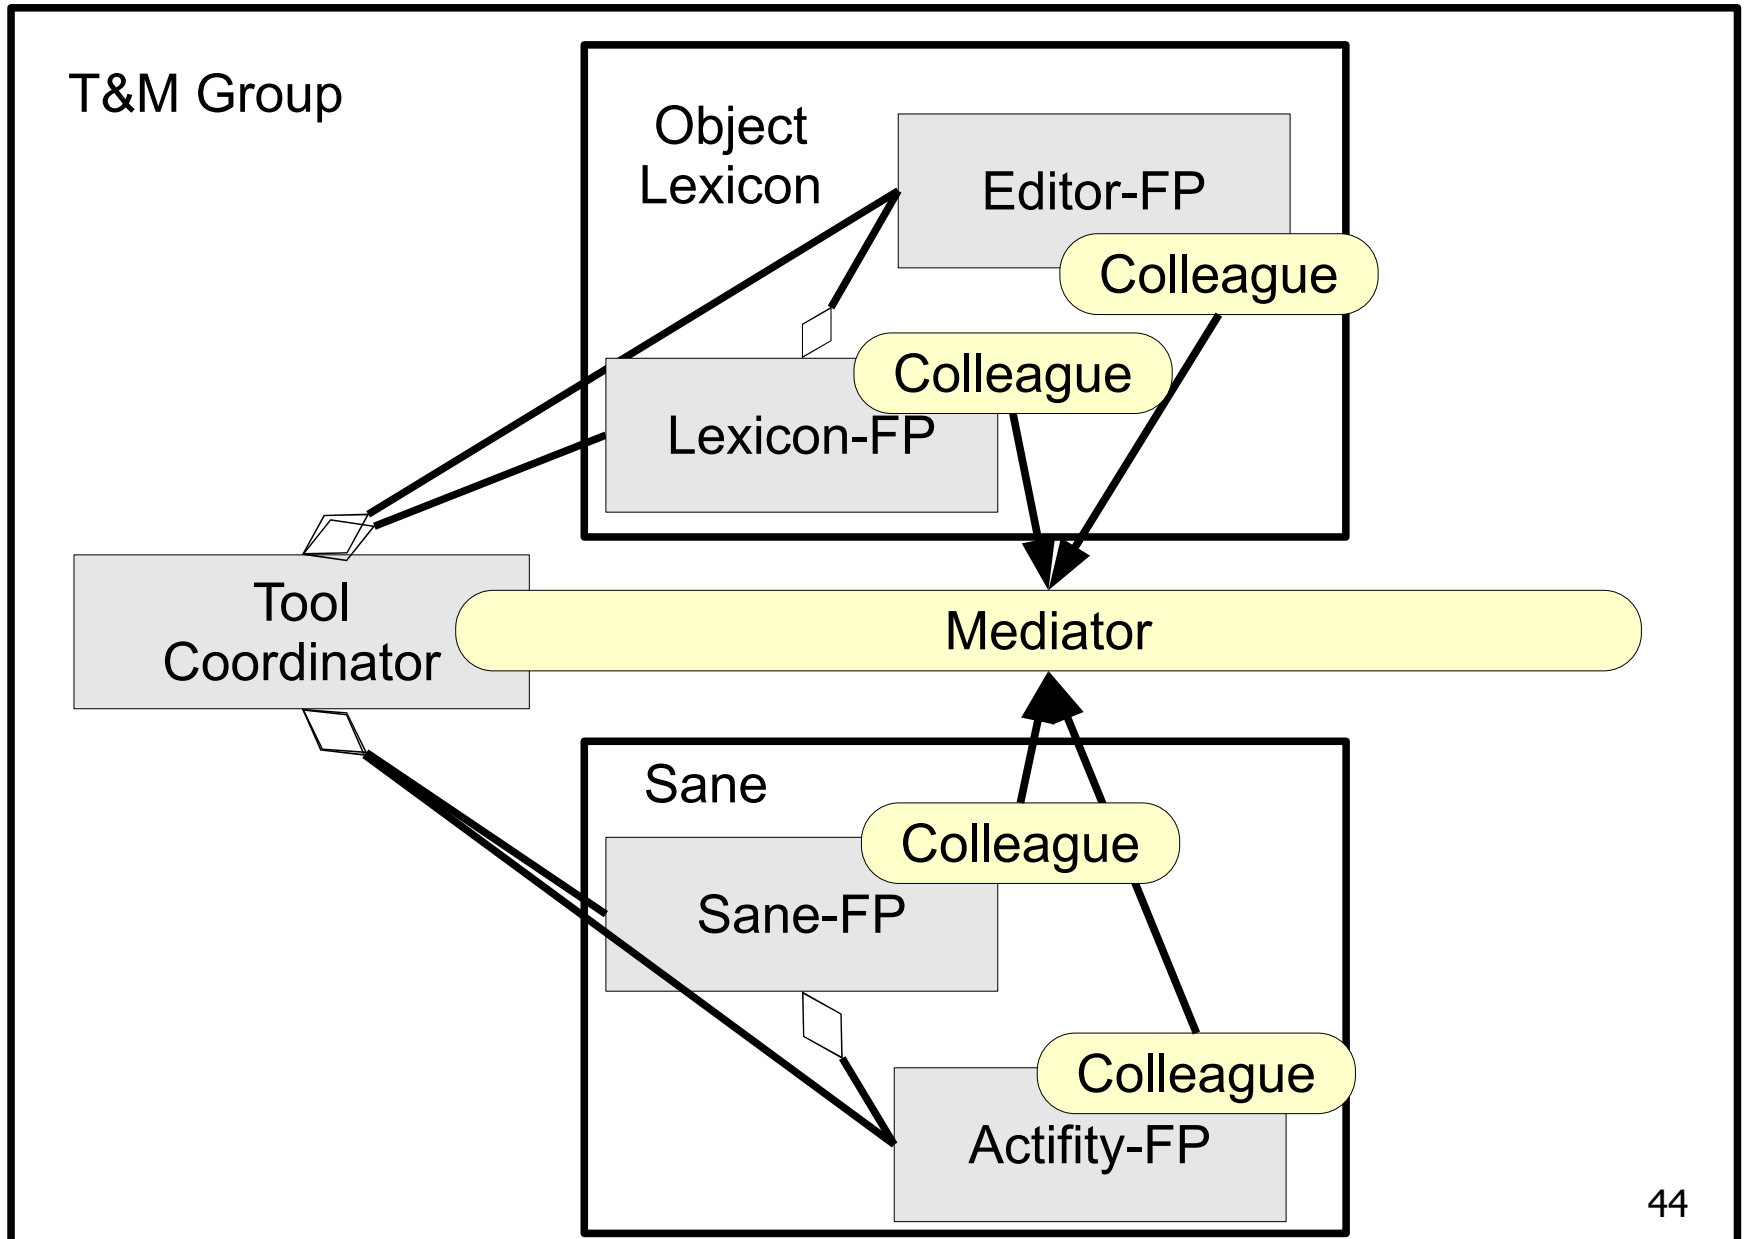 T&M Group
Object
Lexicon
Editor-FP
Colleague
Colleague
Lexicon-FP
Tool
Coordinator
Mediator
Sane
Colleague
Sane-FP
Colleague
Actifity-FP
44